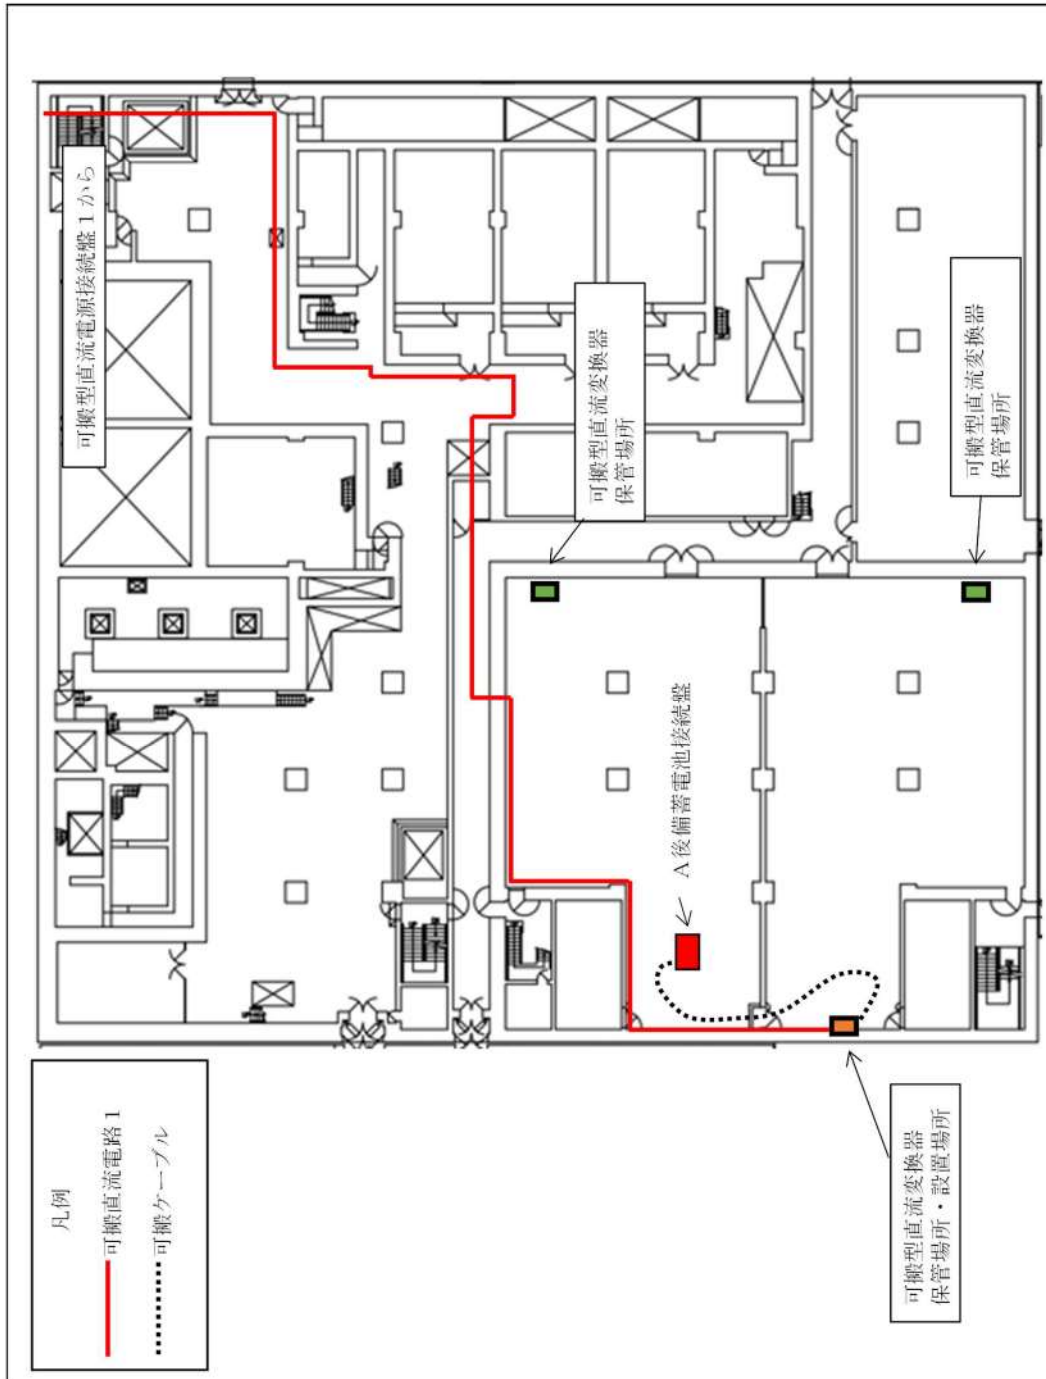 可搬型直流電源接続盤１から
可搬型直流変換器
保管場所
可搬型直流変換器
保管場所
Ａ後備蓄電池接続盤
可搬型直流変換器
保管場所・設置場所
凡例
可搬直流電路１
可搬ケーブル